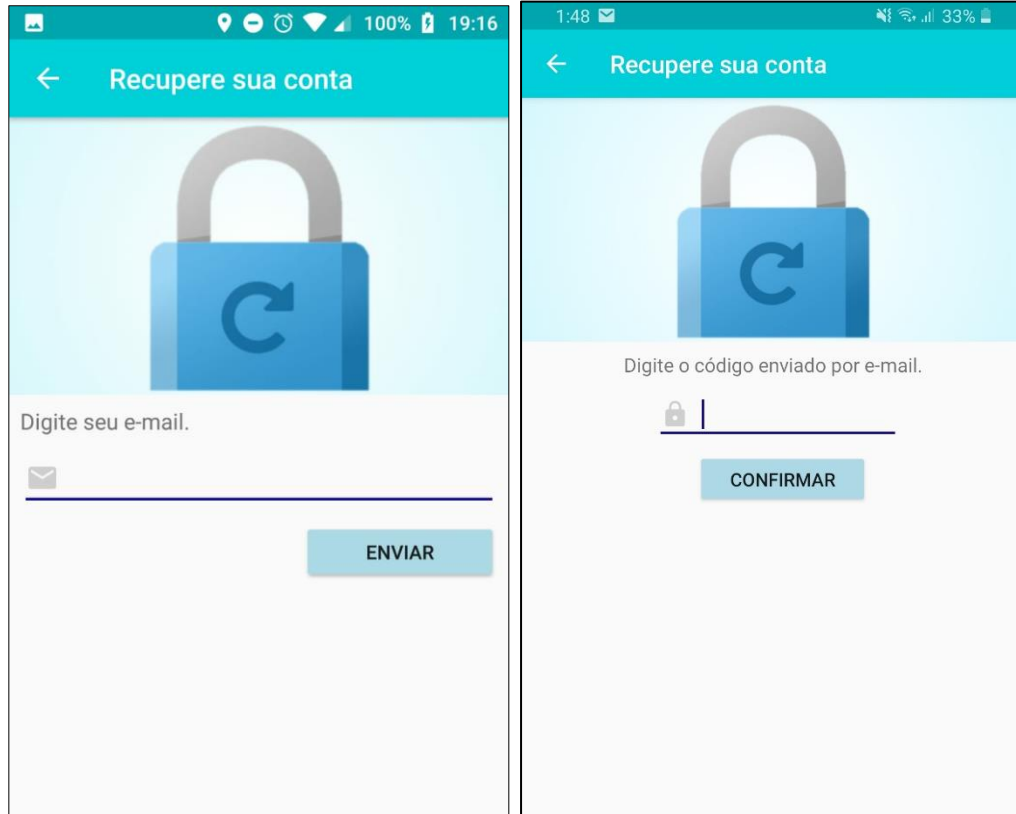 100% 19:16
Recupere sua conta
Digite seu e-mail.
ENVIAR
1:48 33%
Recupere sua conta
Digite o código enviado por e-mail.
CONFIRMAR